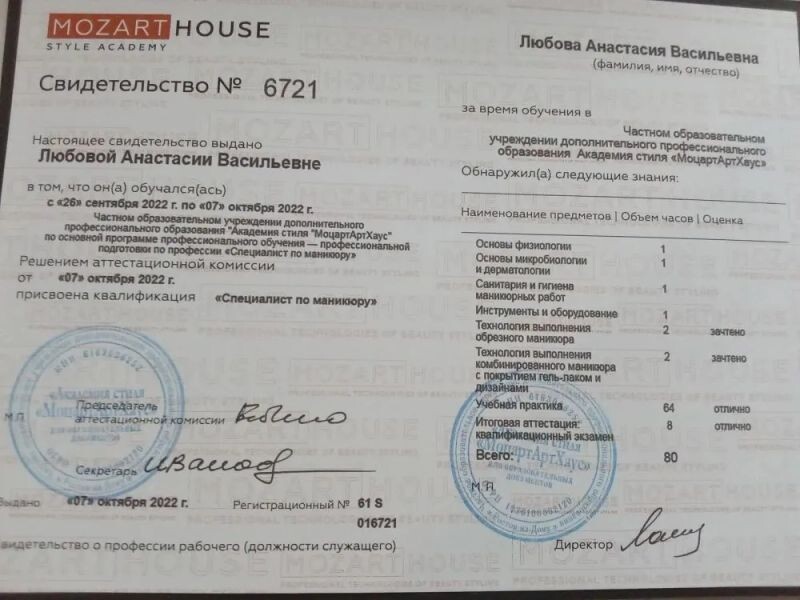 MOZART HOUSE
STYLE ACADEMY
Свидетельство № 6721
Настоящее свидетельство выдано
Любовой Анастасии Васильевне
в том, что он(а) обучался(ась)
с «26» сентября 2022 г. по «07» октября 2022 г.
Частном образовательном учреждении дополнительного
профессионального образования "Академия стиля "МоцартАртХаус"
по основной программе профессионального обучения — профессиональной
подготовки по профессии «Специалист по маникюру»
Решением аттестационной комиссии
от «07» октября 2022 г.
присвоена квалификация «Специалист по маникюру»
М.П.
Председатель
аттестационной комиссии
Секретарь
Выдано «07» октября 2022 г. Регистрационный № 61 S
016721
свидетельство о профессии рабочего (должности служащего)
Любова Анастасия Васильевна
(фамилия, имя, отчество)
за время обучения в
Частном образовательном
учреждении дополнительного профессионального
образования Академия стиля «МоцартАртХаус»
Обнаружил(а) следующие знания:
Наименование предметов | Объем часов | Оценка
Основы физиологии 1
Основы микробиологии 1
и дерматологии
Санитария и гигиена 1
маникюрных работ
Инструменты и оборудование 1
Технология выполнения 2 зачтено
обрезного маникюра
Технология выполнения 2 зачтено
комбинированного маникюра
с покрытием гель-лаком и
дизайнами
Учебная практика 64 отлично
Итоговая аттестация: 8 отлично
квалификационный экзамен
Всего: 80
«МоцартАртХаус»
для образовательных
документов
М.П.
Директор